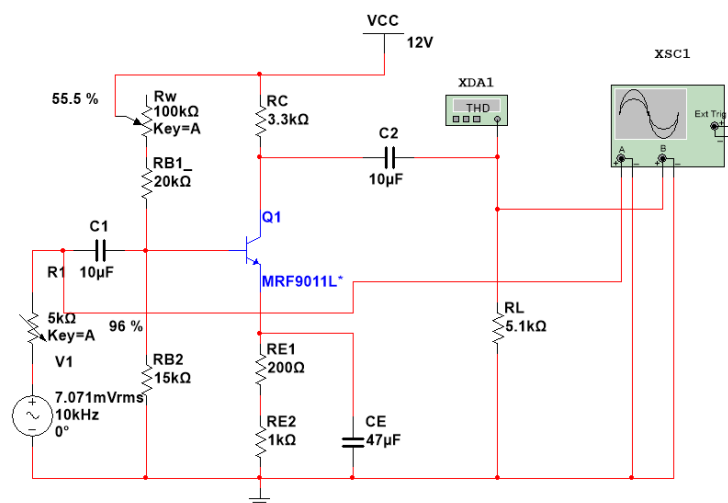 VCC
12V
XSC1
XDA1
THD
55.5 %
Rw
100kΩ
Key=A
RC
3.3kΩ
Ext Trig
+
−
A
B
+ −
+ −
C2
10µF
RB1_
20kΩ
Q1
C1
10µF
MRF9011L*
R1
5kΩ
Key=A
96 %
V1
RL
5.1kΩ
RE1
200Ω
RB2
15kΩ
7.071mVrms
10kHz
0°
RE2
1kΩ
CE
47µF